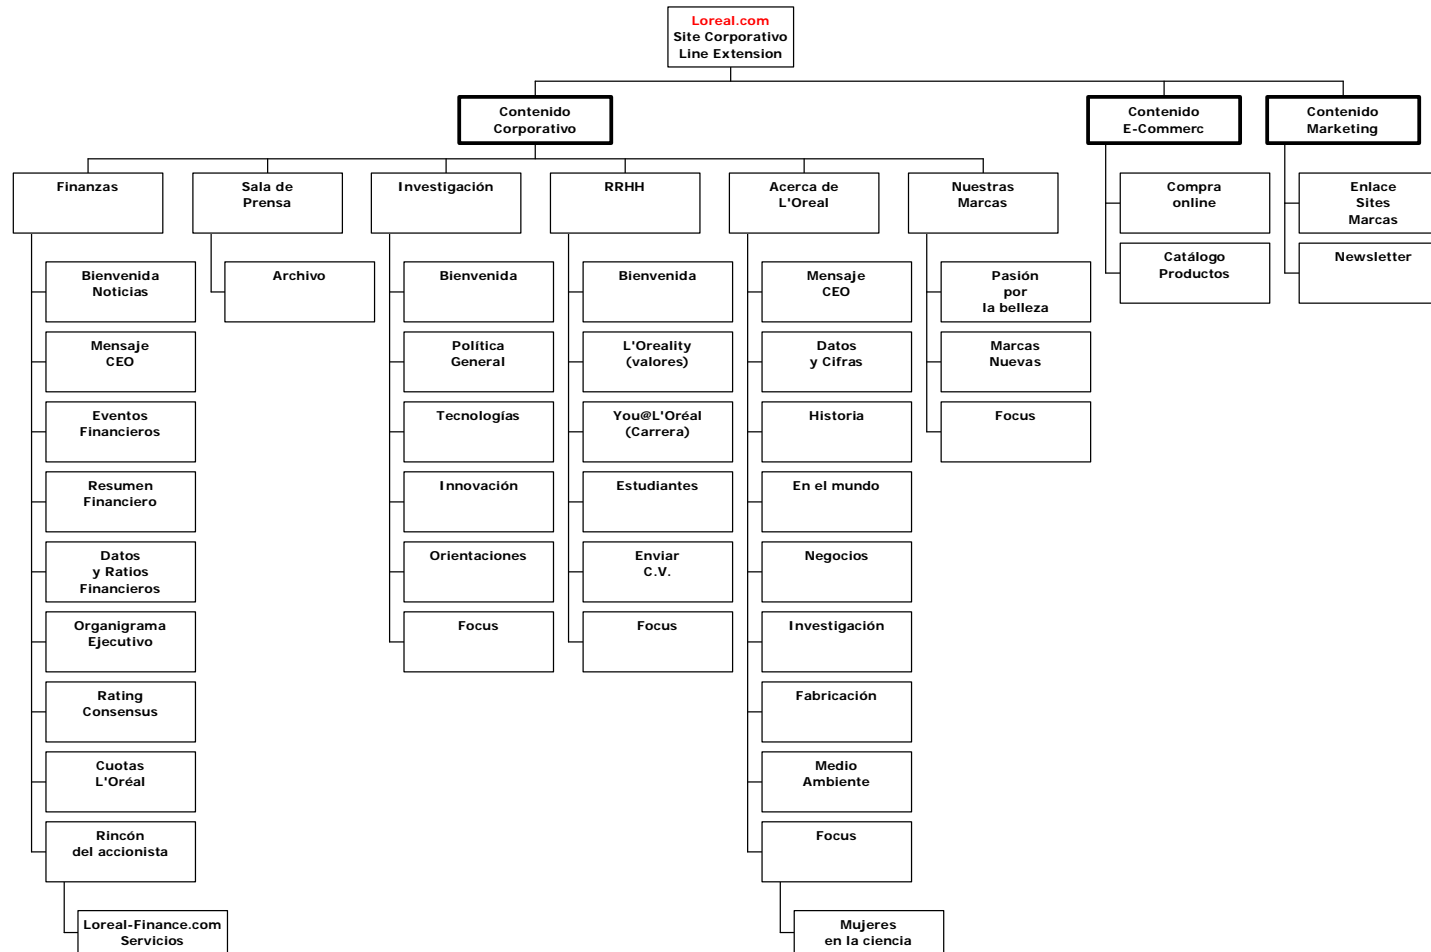 Loreal.com
Site Corporativo
Line Extension
Contenido
Corporativo
Contenido
E-Commerc
Contenido
Marketing
Finanzas
Sala de
Prensa
Investigación
RRHH
Acerca de
L'Oreal
Nuestras
Marcas
Compra
online
Enlace
Sites
Marcas
Catálogo
Productos
Newsletter
Bienvenida
Noticias
Mensaje
CEO
Eventos
Financieros
Resumen
Financiero
Datos
y Ratios
Financieros
Organigrama
Ejecutivo
Rating
Consensus
Cuotas
L'Oréal
Rincón
del accionista
Loreal-Finance.com
Servicios
Archivo
Bienvenida
Política
General
Tecnologías
Innovación
Orientaciones
Focus
Bienvenida
L'Oreality
(valores)
You@L'Oréal
(Carrera)
Estudiantes
Enviar
C.V.
Focus
Mensaje
CEO
Datos
y Cifras
Historia
En el mundo
Negocios
Investigación
Fabricación
Medio
Ambiente
Focus
Mujeres
en la ciencia
Pasión
por
la belleza
Marcas
Nuevas
Focus